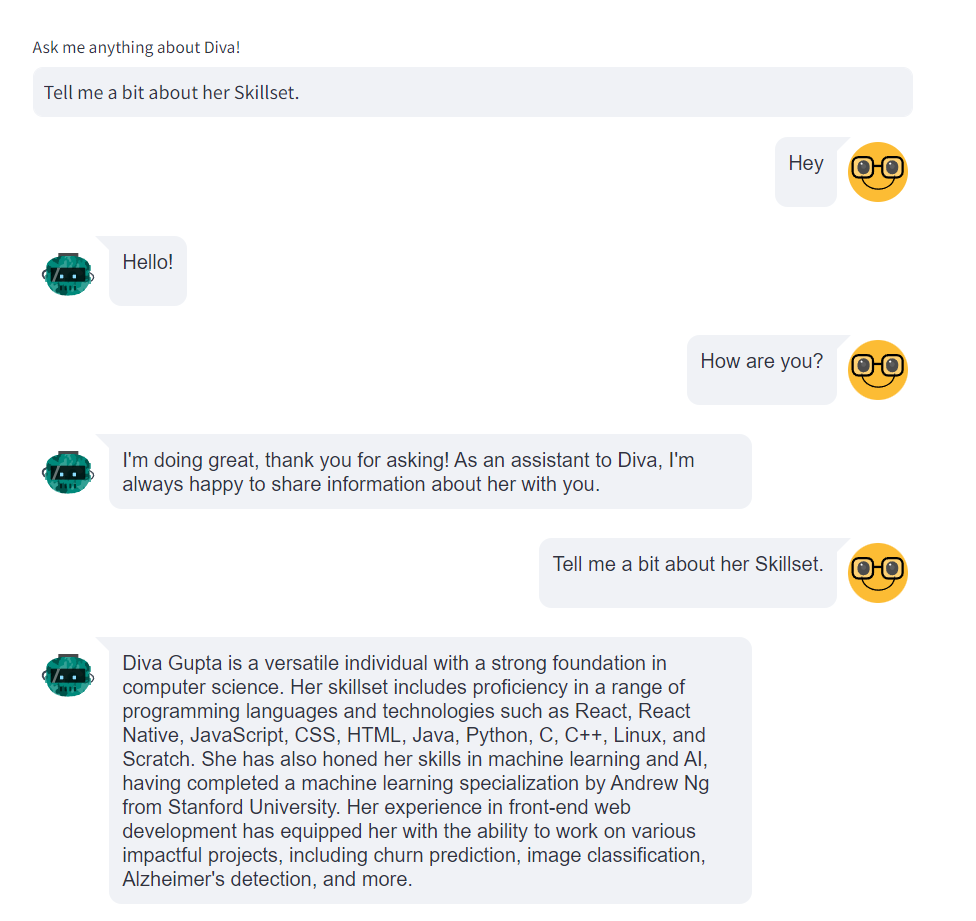 Ask me anything about Diva!
Tell me a bit about her Skillset.
Hey
Hello!
How are you?
I'm doing great, thank you for asking! As an assistant to Diva, I'm
always happy to share information about her with you.
Tell me a bit about her Skillset.
Diva Gupta is a versatile individual with a strong foundation in
computer science. Her skillset includes proficiency in a range of
programming languages and technologies such as React, React
Native, JavaScript, CSS, HTML, Java, Python, C, C++, Linux, and
Scratch. She has also honed her skills in machine learning and AI,
having completed a machine learning specialization by Andrew Ng
from Stanford University. Her experience in front-end web
development has equipped her with the ability to work on various
impactful projects, including churn prediction, image classification,
Alzheimer's detection, and more.